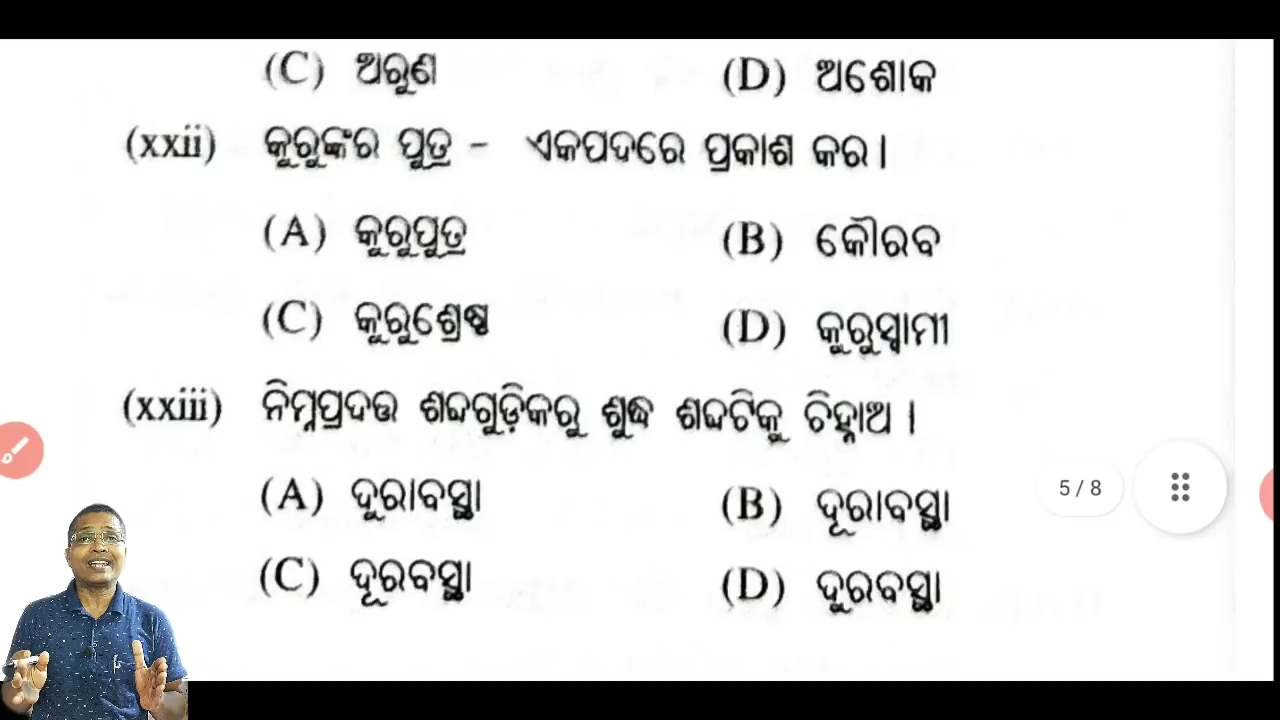 (C) ଅରୁଣ (D) ଅଶୋକ
(xxii) କୁରୁଙ୍କର ପୁତ୍ର - ଏକପଦରେ ପ୍ରକାଶ କର।
(A) କୁରୁପୁତ୍ର (B) କୌରବ
(C) କୁରୁଶ୍ରେଷ୍ଠ (D) କୁରୁସ୍ୱାମୀ
(xxiii) ନିମ୍ନପ୍ରଦତ୍ତ ଶବ୍ଦଗୁଡ଼ିକରୁ ଶୁଦ୍ଧ ଶବ୍ଦଟିକୁ ଚିହ୍ନାଅ ।
(A) ଦୁରାବସ୍ଥା (B) ଦୂରାବସ୍ଥା
5 / 8
(C) ଦୂରବସ୍ଥା (D) ଦୁରବସ୍ଥା